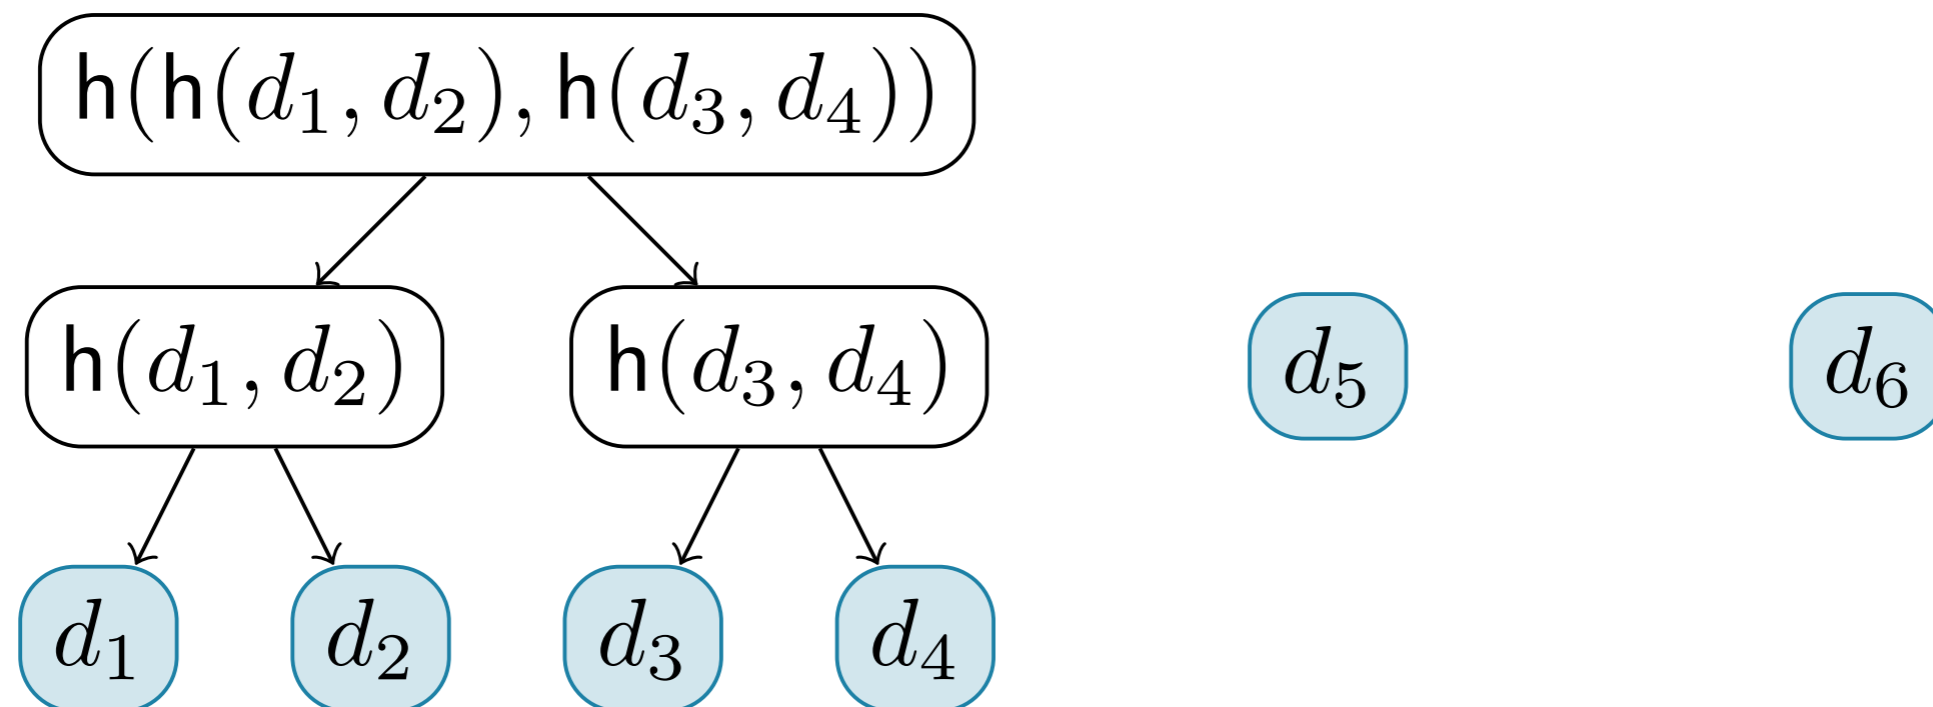 h(h(d₁, d₂), h(d₃, d₄))
h(d₁, d₂) h(d₃, d₄) d₅ d₆
d₁ d₂ d₃ d₄